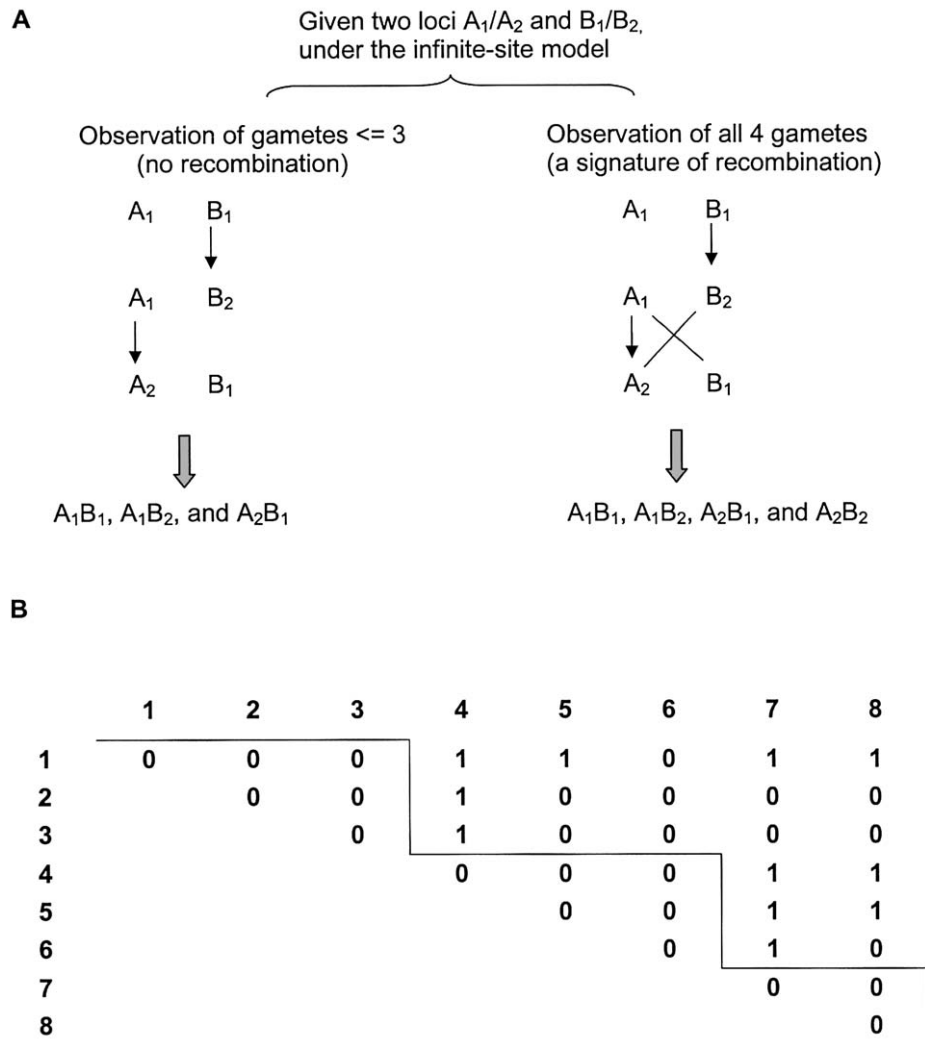 A
Given two loci A₁/A₂ and B₁/B₂,
under the infinite-site model
Observation of gametes <= 3
(no recombination)
A₁ B₁
A₁ B₂
A₂ B₁
A₁B₁, A₁B₂, and A₂B₁
Observation of all 4 gametes
(a signature of recombination)
A₁ B₁
A₁ B₂
A₂ B₁
A₁B₁, A₁B₂, A₂B₁, and A₂B₂
B
1 2 3 4 5 6 7 8
1 0 0 0 1 1 0 1 1
2 0 0 1 0 0 0 0
3 0 1 0 0 0 0
4 0 0 0 1 1
5 0 0 1 1
6 0 1 0
7 0 0
8 0